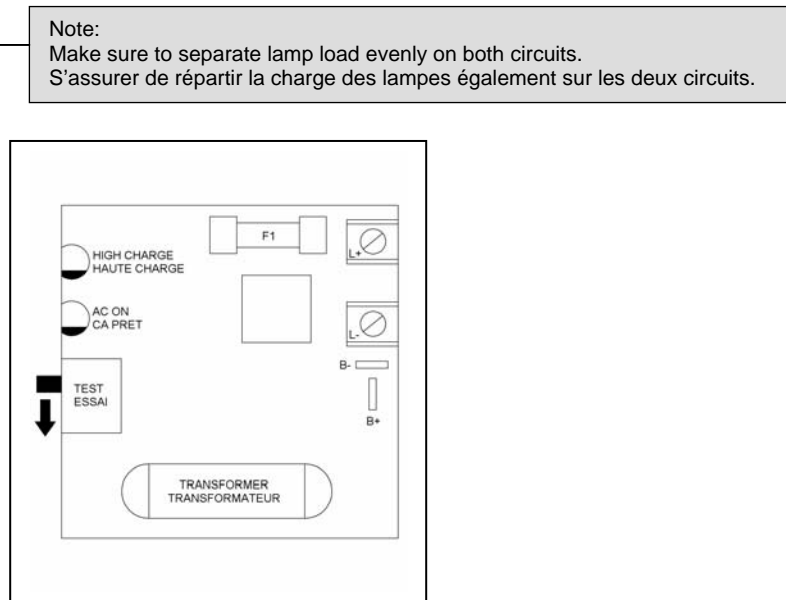 Note:
Make sure to separate lamp load evenly on both circuits.
S'assurer de répartir la charge des lampes également sur les deux circuits.
F1
L+
HIGH CHARGE
HAUTE CHARGE
AC ON
CA PRET
L-
B-
TEST
ESSAI
B+
TRANSFORMER
TRANSFORMATEUR